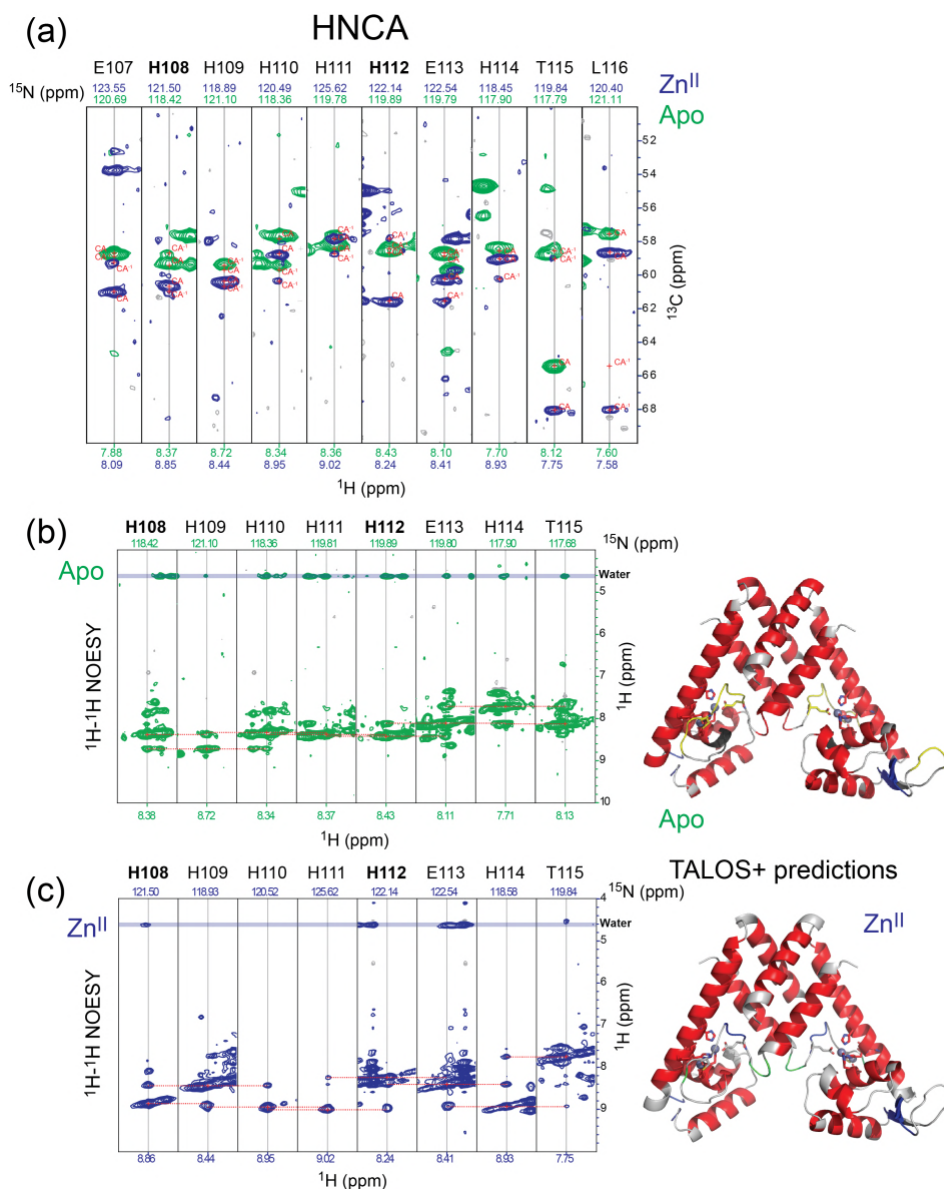 (a)
HNCA
E107 H108 H109 H110 H111 H112 E113 H114 T115 L116
¹⁵N (ppm) 123.55 121.50 118.89 120.49 125.62 122.14 122.54 118.45 119.84 120.40 Znᴵᴵ
120.69 118.42 121.10 118.36 119.78 119.89 119.79 117.90 117.79 121.11 Apo
52
54
56
58
60
62
64
66
68
¹³C (ppm)
CA CA CA⁻¹ CA⁻¹
7.88 8.37 8.72 8.34 8.36 8.43 8.10 7.70 8.12 7.60
8.09 8.85 8.44 8.95 9.02 8.24 8.41 8.93 7.75 7.58
¹H (ppm)
(b)
H108 H109 H110 H111 H112 E113 H114 T115
Apo 118.42 121.10 118.36 119.81 119.89 119.80 117.90 117.68 ¹⁵N (ppm)
Water
5
6
7
8
9
10
¹H-¹H NOESY
¹H (ppm)
8.38 8.72 8.34 8.37 8.43 8.11 7.71 8.13
¹H (ppm)
Apo
TALOS+ predictions
(c)
H108 H109 H110 H111 H112 E113 H114 T115
Znᴵᴵ 121.50 118.93 120.52 125.62 122.14 122.54 118.58 119.84 ¹⁵N (ppm)
4
Water
5
6
7
8
9
¹H-¹H NOESY
¹H (ppm)
Znᴵᴵ
8.86 8.44 8.95 9.02 8.24 8.41 8.93 7.75
¹H (ppm)